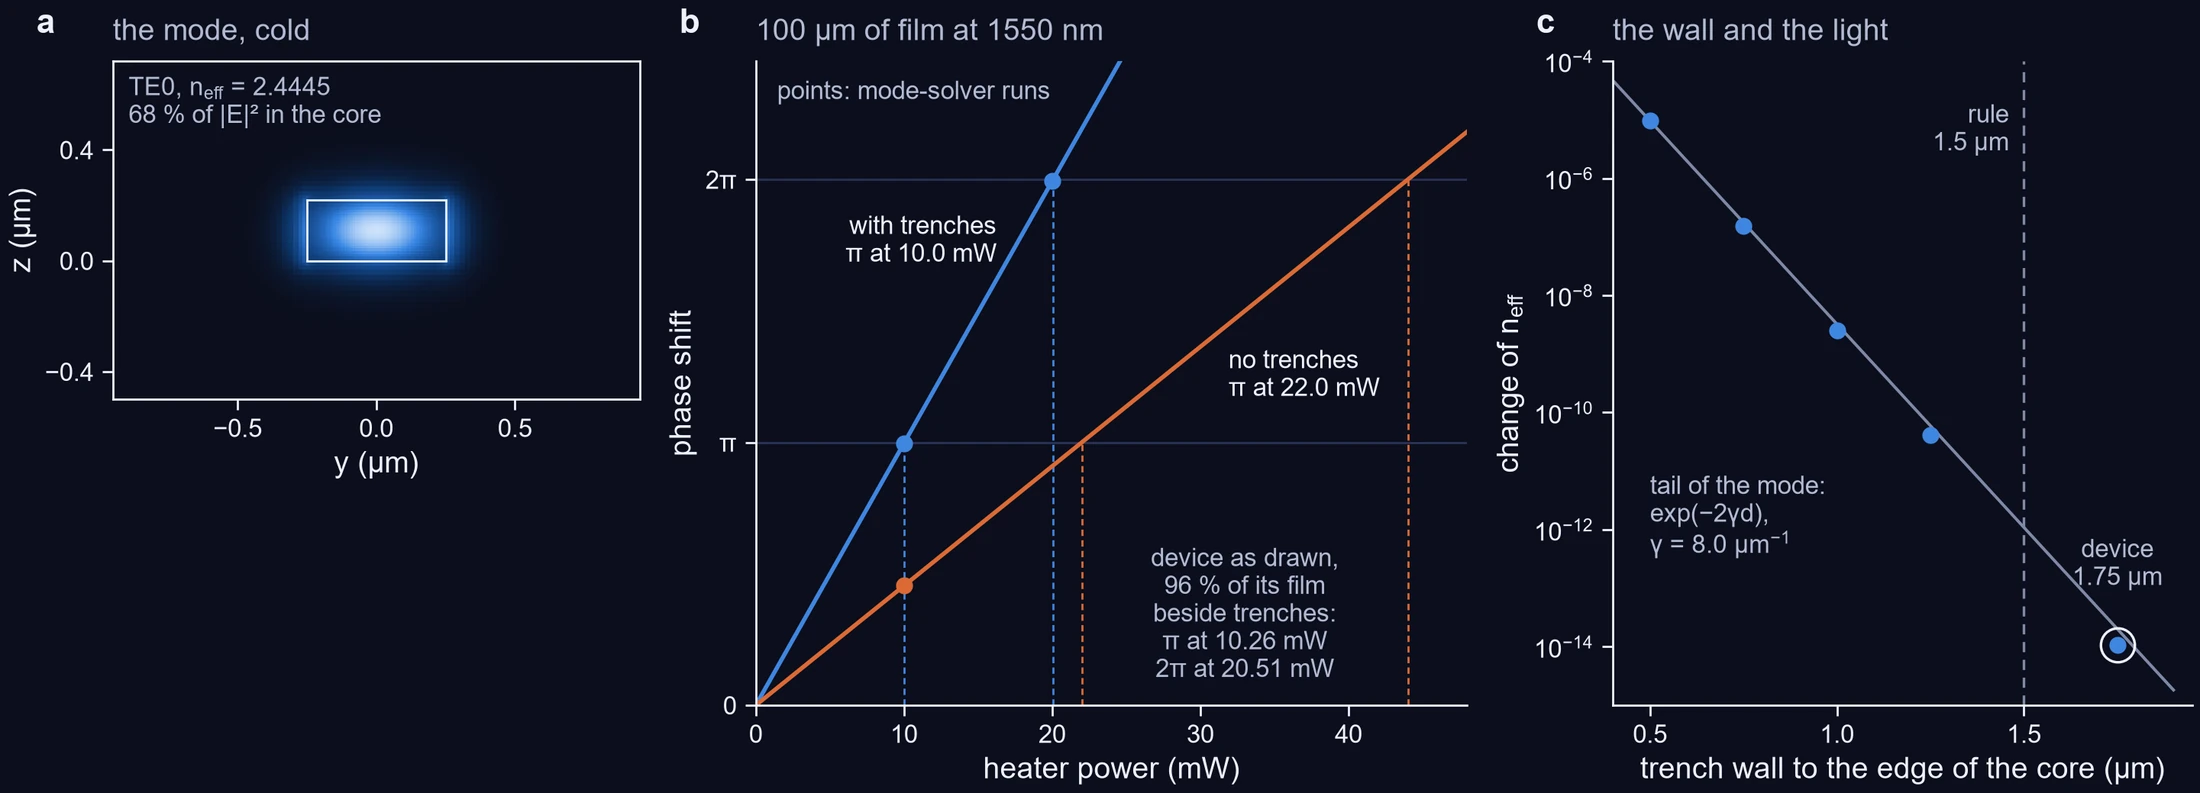 a
the mode, cold
TE0, n_eff = 2.4445
68 % of |E|² in the core
0.4
0.0
−0.4
z (μm)
−0.5
0.0
0.5
y (μm)
b
100 μm of film at 1550 nm
points: mode-solver runs
2π
π
0
phase shift
with trenches
π at 10.0 mW
no trenches
π at 22.0 mW
device as drawn,
96 % of its film
beside trenches:
π at 10.26 mW
2π at 20.51 mW
0
10
20
30
40
heater power (mW)
c
the wall and the light
10⁻⁴
10⁻⁶
10⁻⁸
10⁻¹⁰
10⁻¹²
10⁻¹⁴
change of n_eff
rule
1.5 μm
tail of the mode:
exp(−2γd),
γ = 8.0 μm⁻¹
device
1.75 μm
0.5
1.0
1.5
trench wall to the edge of the core (μm)